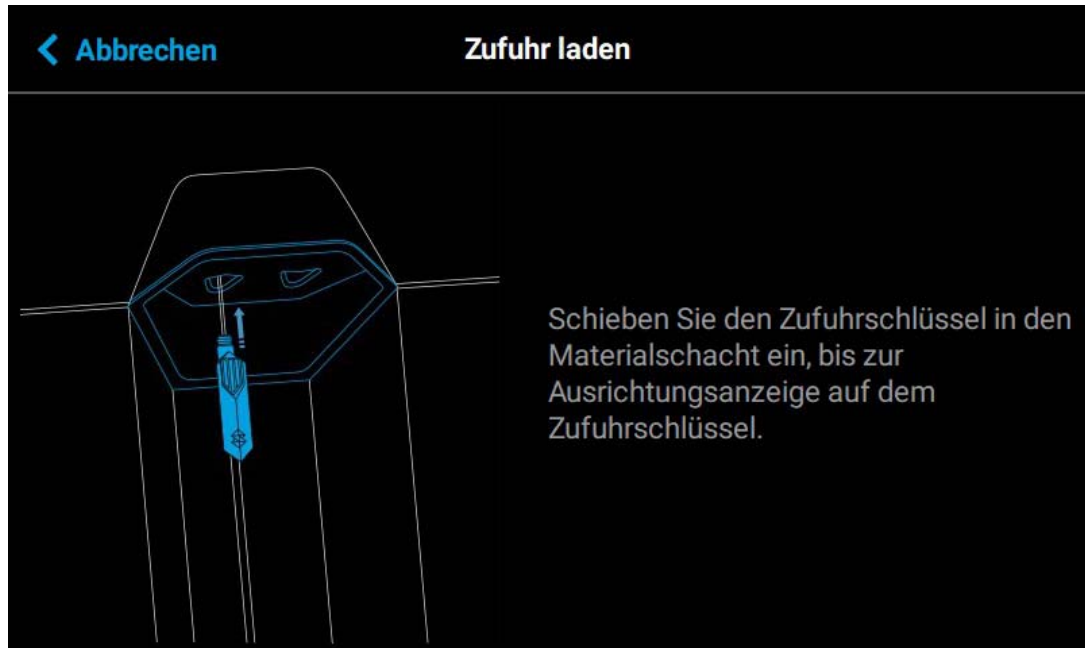 Abbrechen
Zufuhr laden
Schieben Sie den Zufuhrschlüssel in den
Materialschacht ein, bis zur
Ausrichtungsanzeige auf dem
Zufuhrschlüssel.